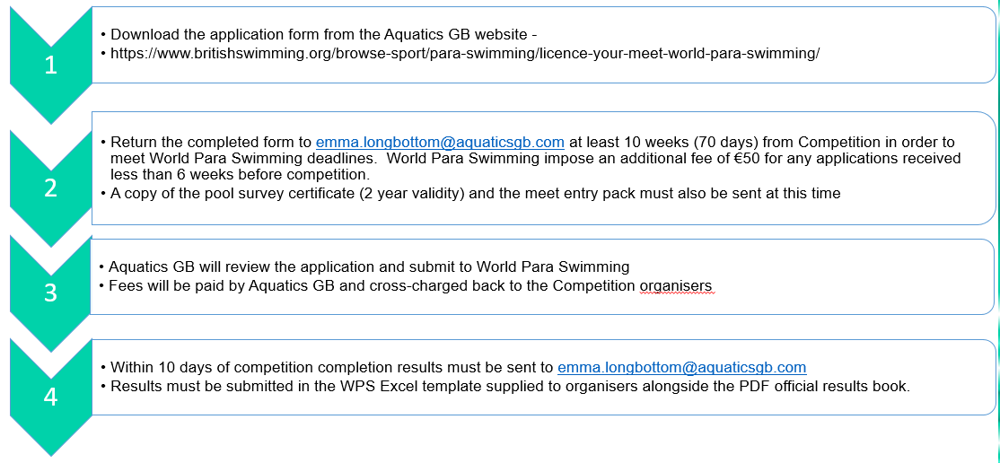 1
• Download the application form from the Aquatics GB website -
• https://www.britishswimming.org/browse-sport/para-swimming/licence-your-meet-world-para-swimming/
2
• Return the completed form to emma.longbottom@aquaticsgb.com at least 10 weeks (70 days) from Competition in order to
meet World Para Swimming deadlines.  World Para Swimming impose an additional fee of €50 for any applications received
less than 6 weeks before competition.
• A copy of the pool survey certificate (2 year validity) and the meet entry pack must also be sent at this time
3
• Aquatics GB will review the application and submit to World Para Swimming
• Fees will be paid by Aquatics GB and cross-charged back to the Competition organisers
4
• Within 10 days of competition completion results must be sent to emma.longbottom@aquaticsgb.com
• Results must be submitted in the WPS Excel template supplied to organisers alongside the PDF official results book.